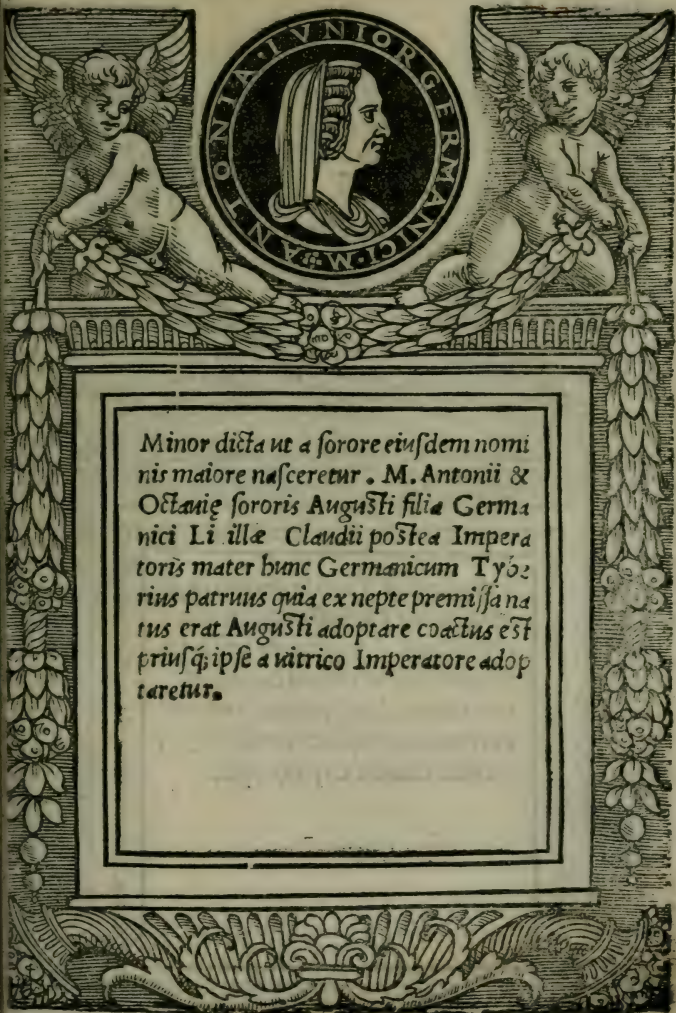 ANTONIA·IVNIOR GERMANICI·M
Minor dicta ut a ſorore eiuſdem nomi
nis maiore naſceretur . M. Antonii &
Octauię ſororis Auguſti filia Germa
nici Li illæ Claudii poſtea Impera
toris mater hunc Germanicum Tybe
rius patruus quia ex nepte premiſſa na
tus erat Auguſti adoptare coactus eſt
priuſq́; ipſe a uitrico Imperatore adop
taretur.